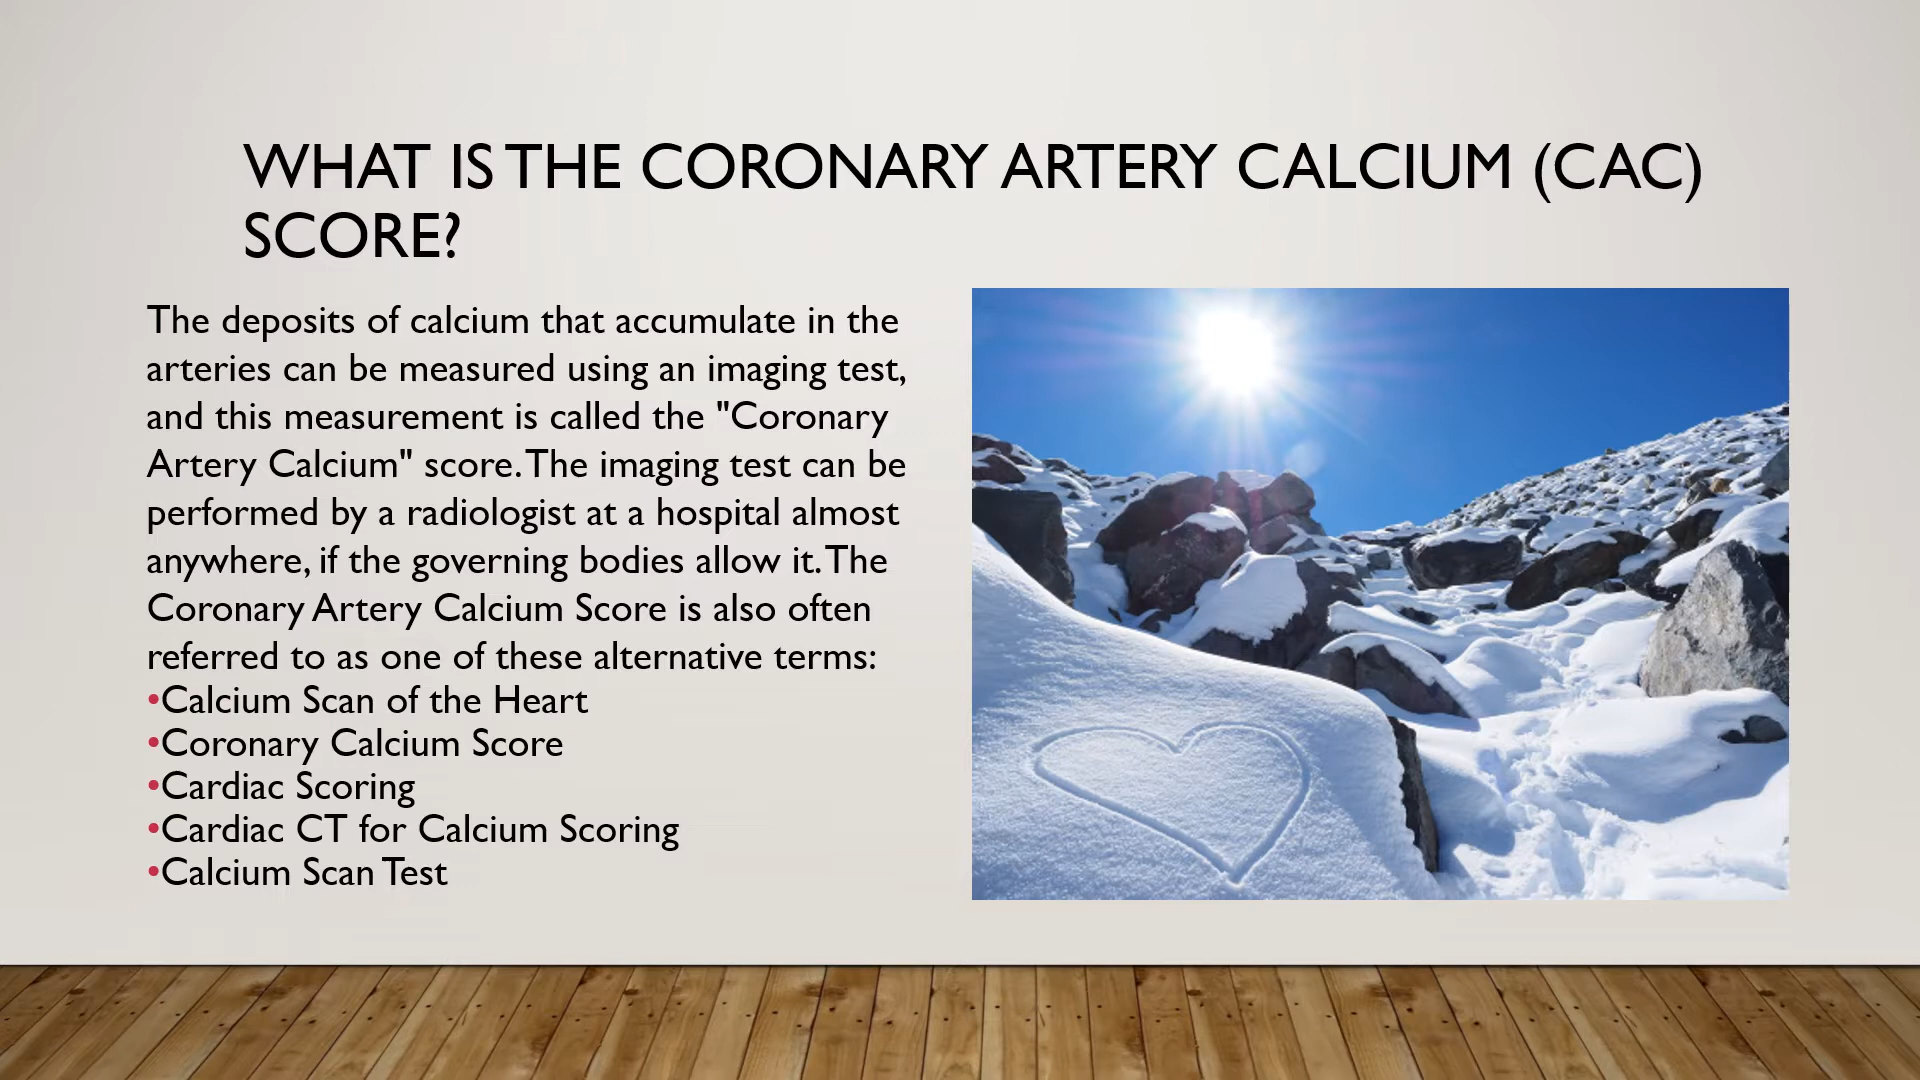 WHAT IS THE CORONARY ARTERY CALCIUM (CAC)
SCORE?
The deposits of calcium that accumulate in the
arteries can be measured using an imaging test,
and this measurement is called the "Coronary
Artery Calcium" score. The imaging test can be
performed by a radiologist at a hospital almost
anywhere, if the governing bodies allow it. The
Coronary Artery Calcium Score is also often
referred to as one of these alternative terms:
•Calcium Scan of the Heart
•Coronary Calcium Score
•Cardiac Scoring
•Cardiac CT for Calcium Scoring
•Calcium Scan Test